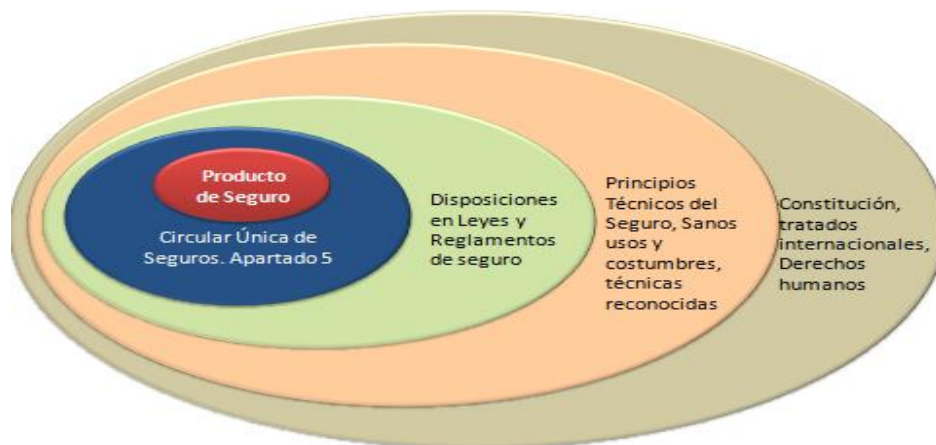 Producto
de Seguro
Circular Única de
Seguros. Apartado 5
Disposiciones
en Leyes y
Reglamentos
de seguro
Principios
Técnicos del
Seguro, Sanos
usos y
costumbres,
técnicas
reconocidas
Constitución,
tratados
internacionales,
Derechos
humanos